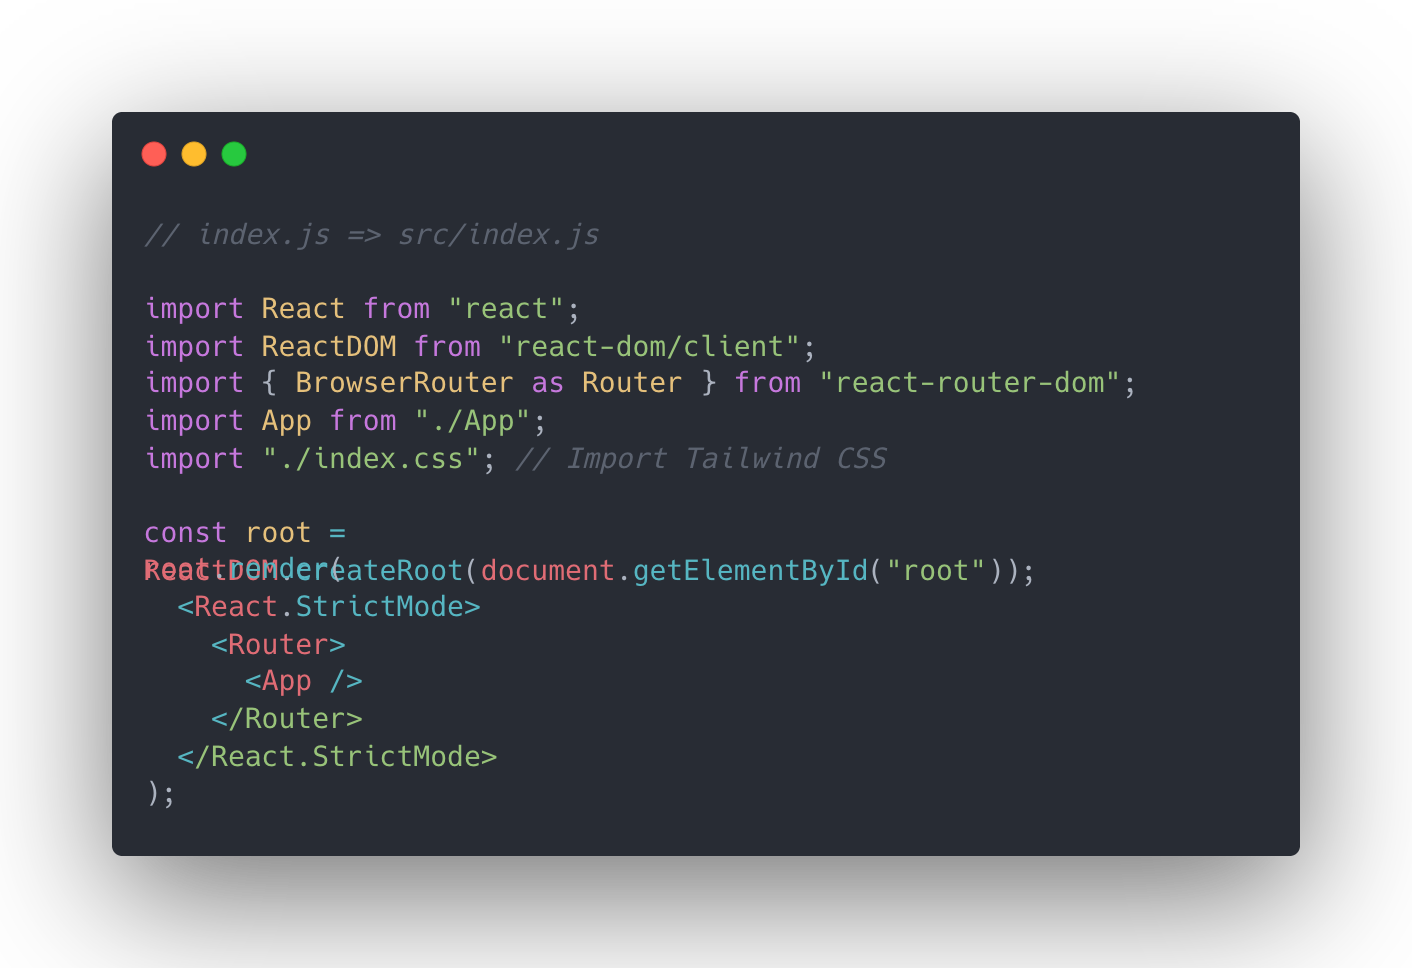 // index.js => src/index.js
import React from "react";
import ReactDOM from "react-dom/client";
import { BrowserRouter as Router } from "react-router-dom";
import App from "./App";
import "./index.css"; // Import Tailwind CSS
const root =
ReactDOM.createRoot(document.getElementById("root"));
root.render(
<React.StrictMode>
<Router>
<App />
</Router>
</React.StrictMode>
);